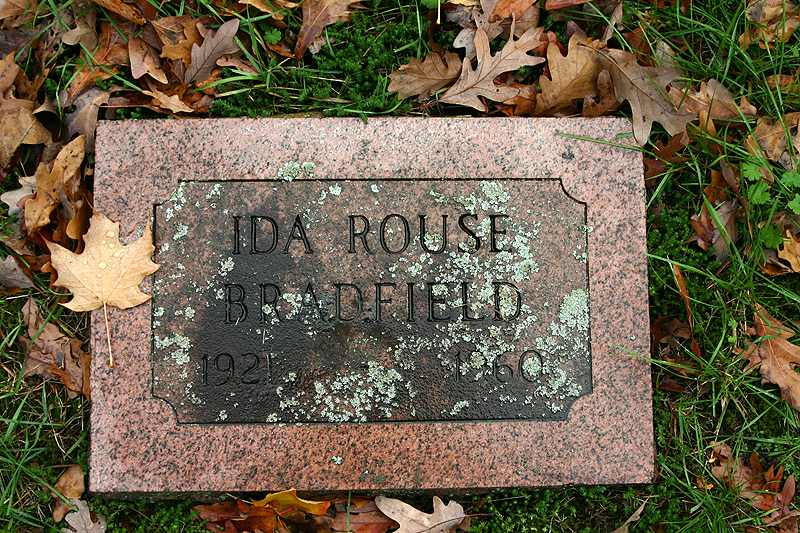 IDA ROUSE
BRADFIELD
1921 1960